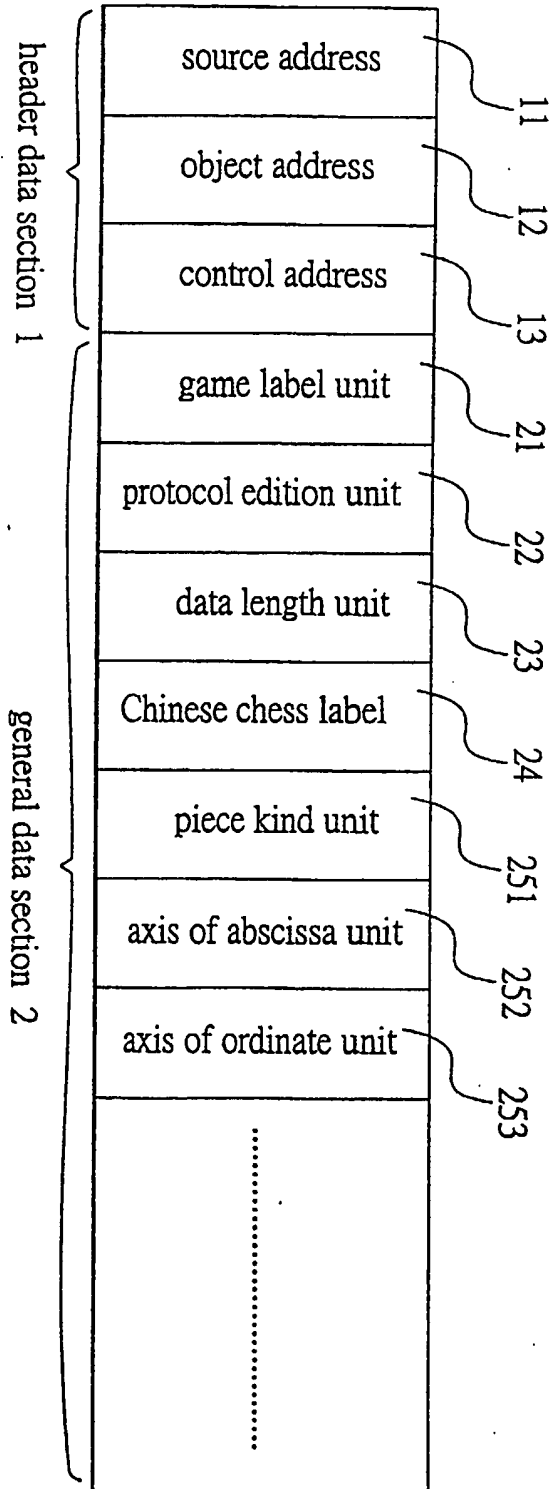 source address
11
object address
12
control address
13
game label unit
21
protocol edition unit
22
data length unit
23
Chinese chess label
24
piece kind unit
251
axis of abscissa unit
252
axis of ordinate unit
253
header data section 1
general data section 2